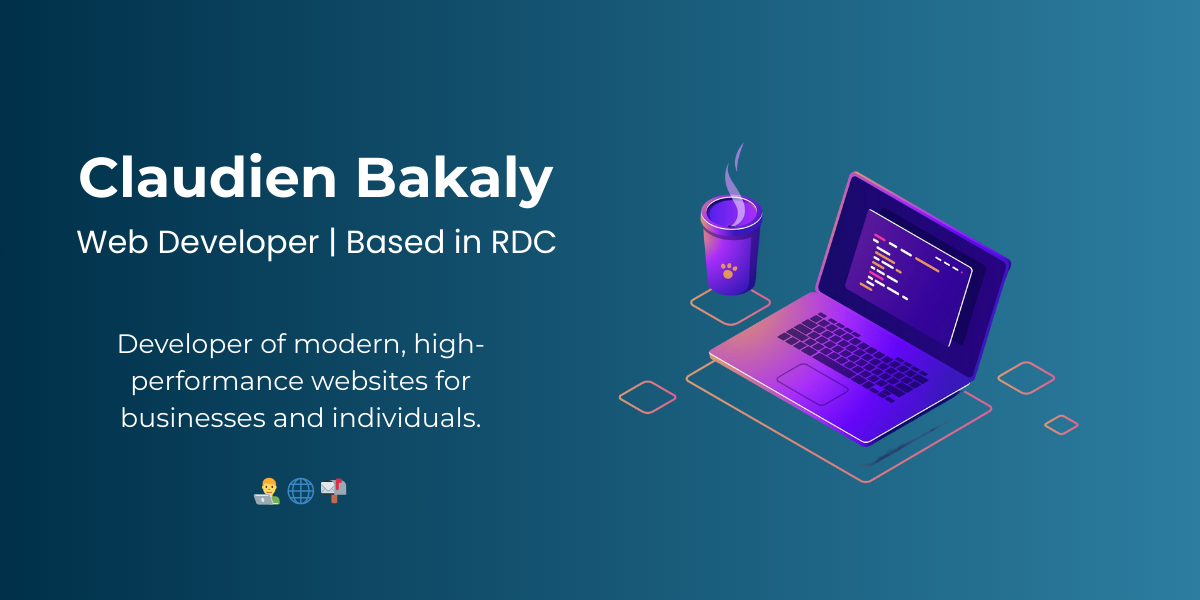 Claudien Bakaly
Web Developer | Based in RDC
Developer of modern, high-
performance websites for
businesses and individuals.